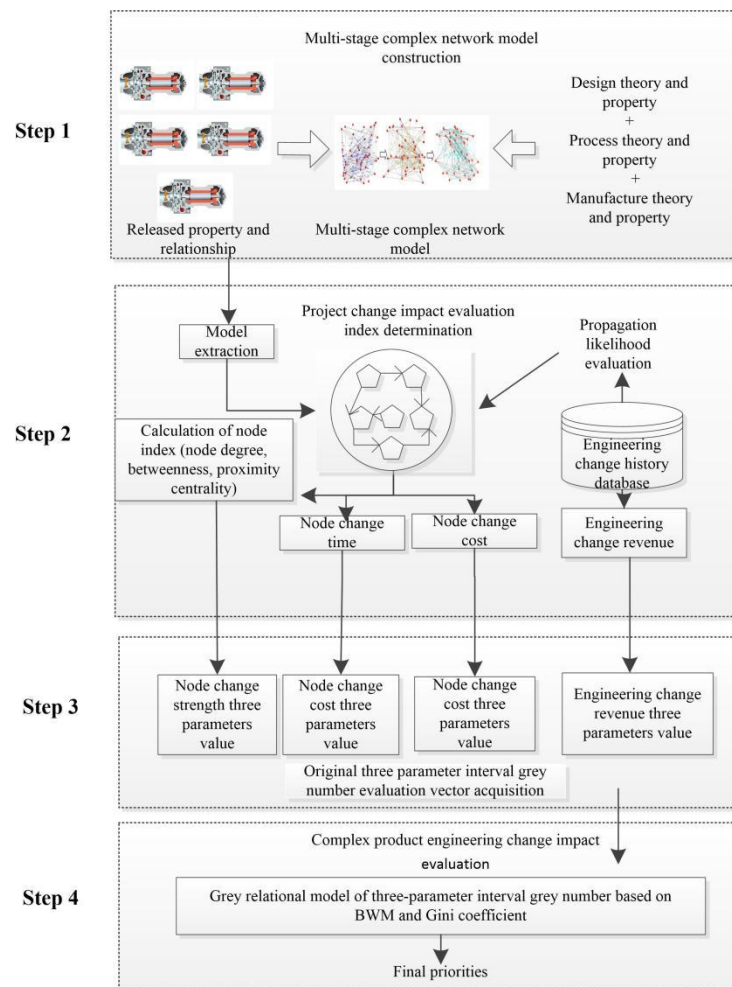 Step 1
Multi-stage complex network model
construction
Design theory and
property
+
Process theory and
property
+
Manufacture theory
and property
Released property and
relationship
Multi-stage complex network
model
Step 2
Model
extraction
Project change impact evaluation
index determination
Propagation
likelihood
evaluation
Calculation of node
index (node degree,
betweenness, proximity
centrality)
Engineering
change history
database
Node change
time
Node change
cost
Engineering
change revenue
Step 3
Node change
strength three
parameters
value
Node change
cost three
parameters
value
Node change
cost three
parameters
value
Engineering change
revenue three
parameters value
Original three parameter interval grey
number evaluation vector acquisition
Step 4
Complex product engineering change impact
evaluation
Grey relational model of three-parameter interval grey number based on
BWM and Gini coefficient
Final priorities